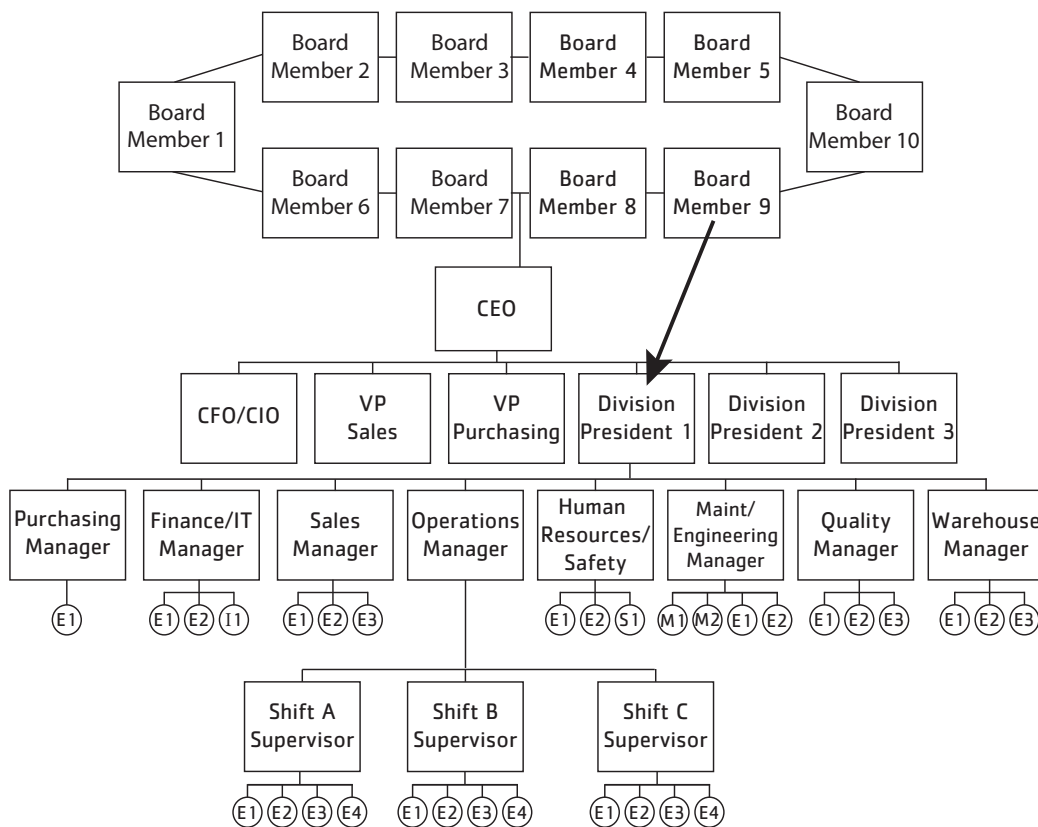 Board
Member 2
Board
Member 3
Board
Member 4
Board
Member 5
Board
Member 1
Board
Member 10
Board
Member 6
Board
Member 7
Board
Member 8
Board
Member 9
CEO
CFO/CIO
VP
Sales
VP
Purchasing
Division
President 1
Division
President 2
Division
President 3
Purchasing
Manager
Finance/IT
Manager
Sales
Manager
Operations
Manager
Human
Resources/
Safety
Maint/
Engineering
Manager
Quality
Manager
Warehouse
Manager
E1
E1 E2 I1
E1 E2 E3
E1 E2 S1
M1 M2 E1 E2
E1 E2 E3
E1 E2 E3
Shift A
Supervisor
Shift B
Supervisor
Shift C
Supervisor
E1 E2 E3 E4
E1 E2 E3 E4
E1 E2 E3 E4